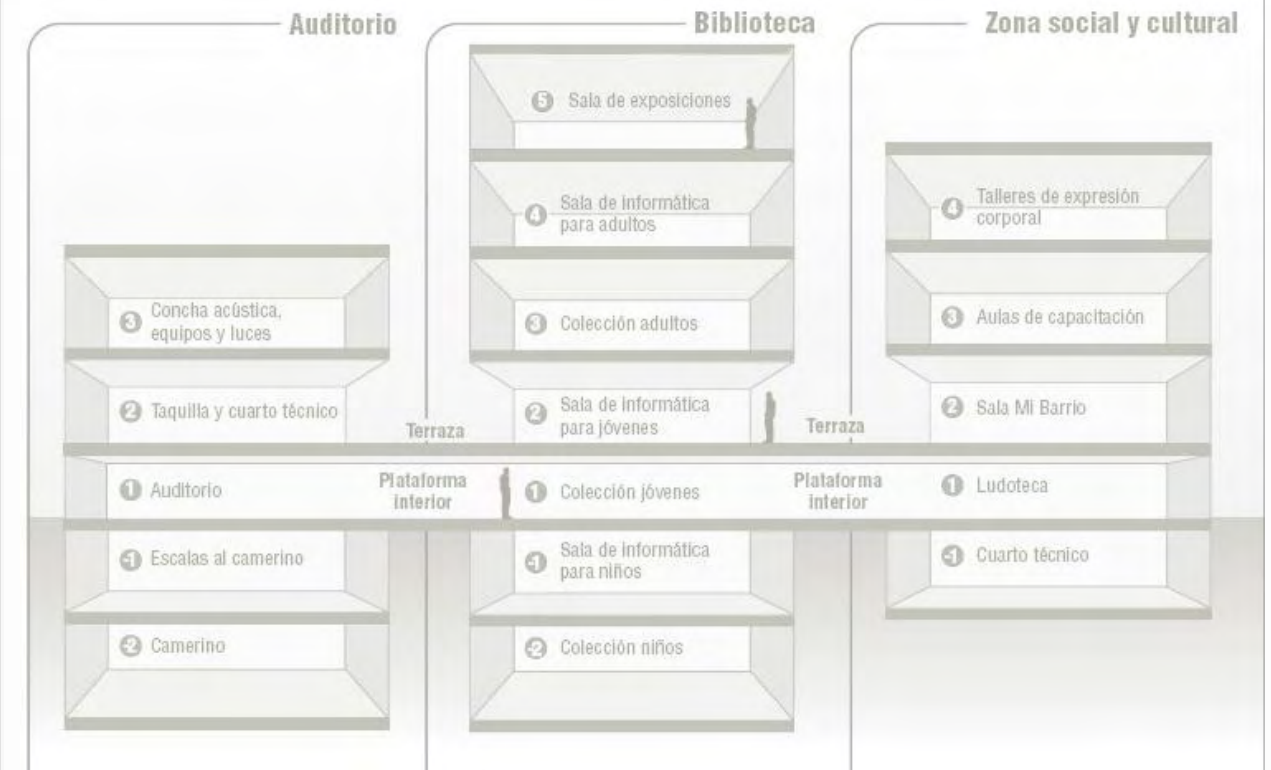 Auditorio
3 Concha acústica,
equipos y luces
2 Taquilla y cuarto técnico
1 Auditorio
-1 Escalas al camerino
-2 Camerino
Terraza
Plataforma
interior
Biblioteca
5 Sala de exposiciones
4 Sala de informática
para adultos
3 Colección adultos
2 Sala de informática
para jóvenes
1 Colección jóvenes
-1 Sala de informática
para niños
-2 Colección niños
Terraza
Plataforma
interior
Zona social y cultural
4 Talleres de expresión
corporal
3 Aulas de capacitación
2 Sala Mi Barrio
1 Ludoteca
-1 Cuarto técnico